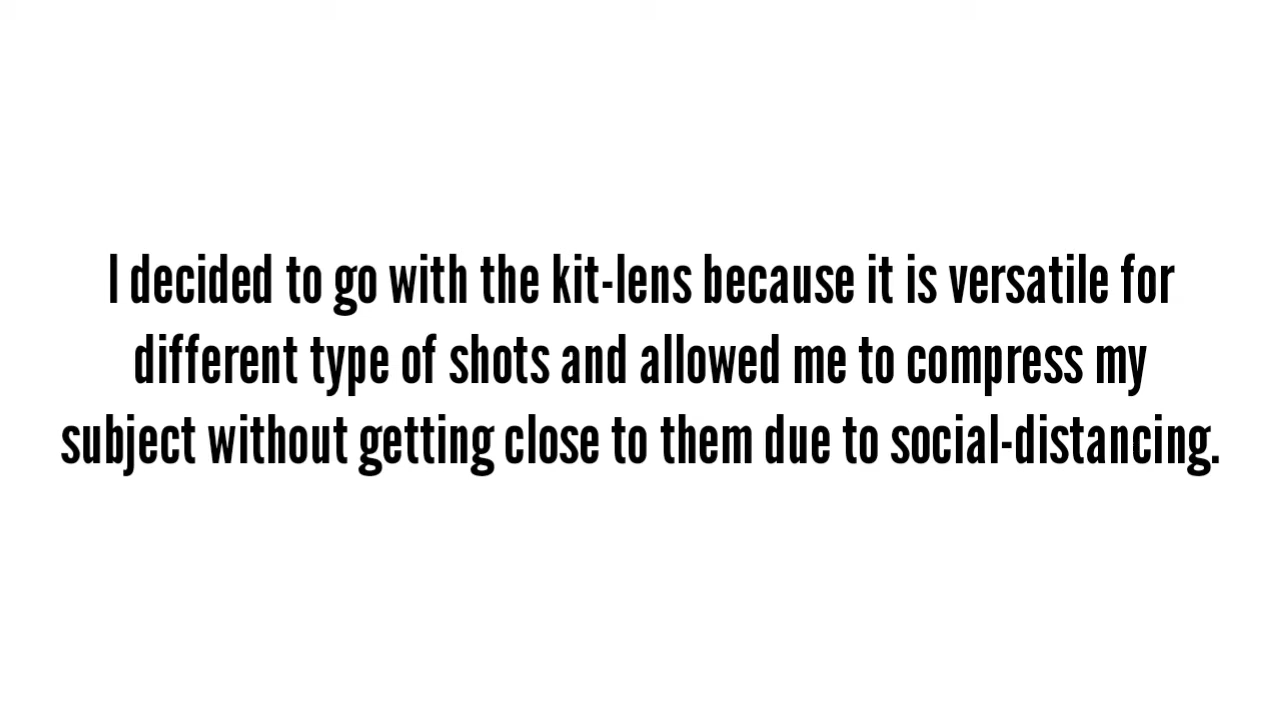 I decided to go with the kit-lens because it is versatile for
different type of shots and allowed me to compress my
subject without getting close to them due to social-distancing.